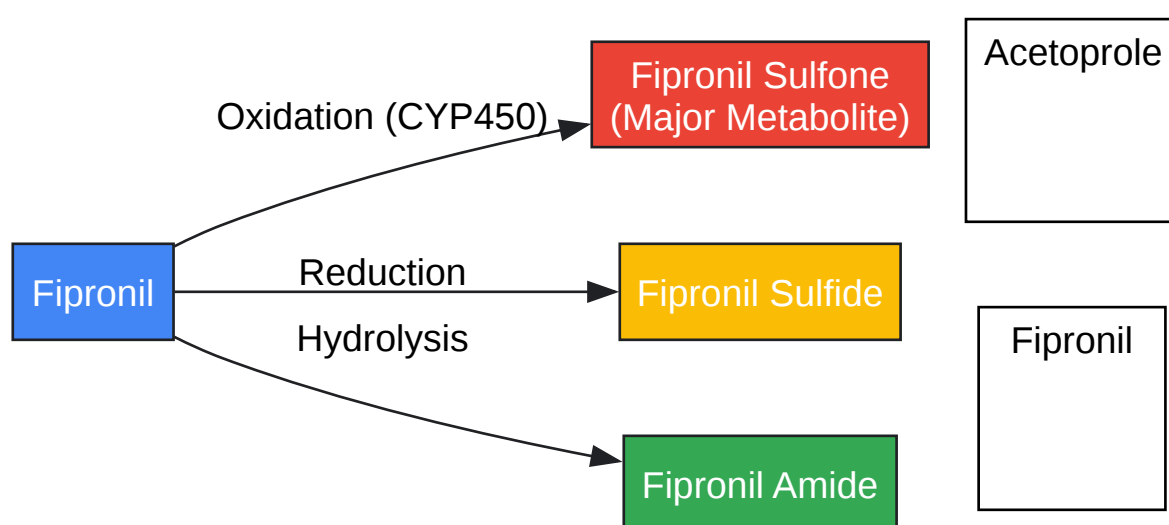 Fipronil
Oxidation (CYP450)
Reduction
Hydrolysis
Fipronil Sulfone
(Major Metabolite)
Fipronil Sulfide
Fipronil Amide
Acetoprole
Fipronil